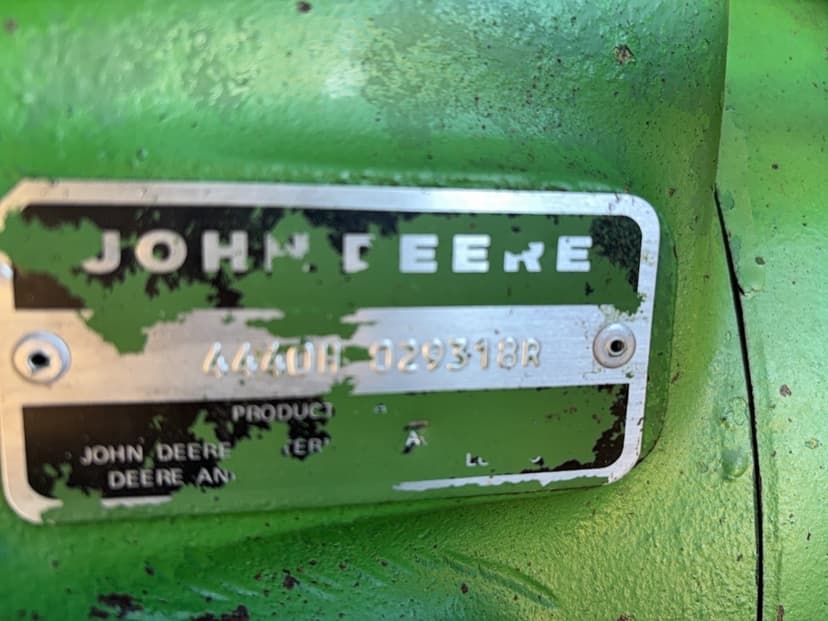 JOHN DEERE
4440H 029318R
PRODUCT
JOHN DEERE
DEERE AN